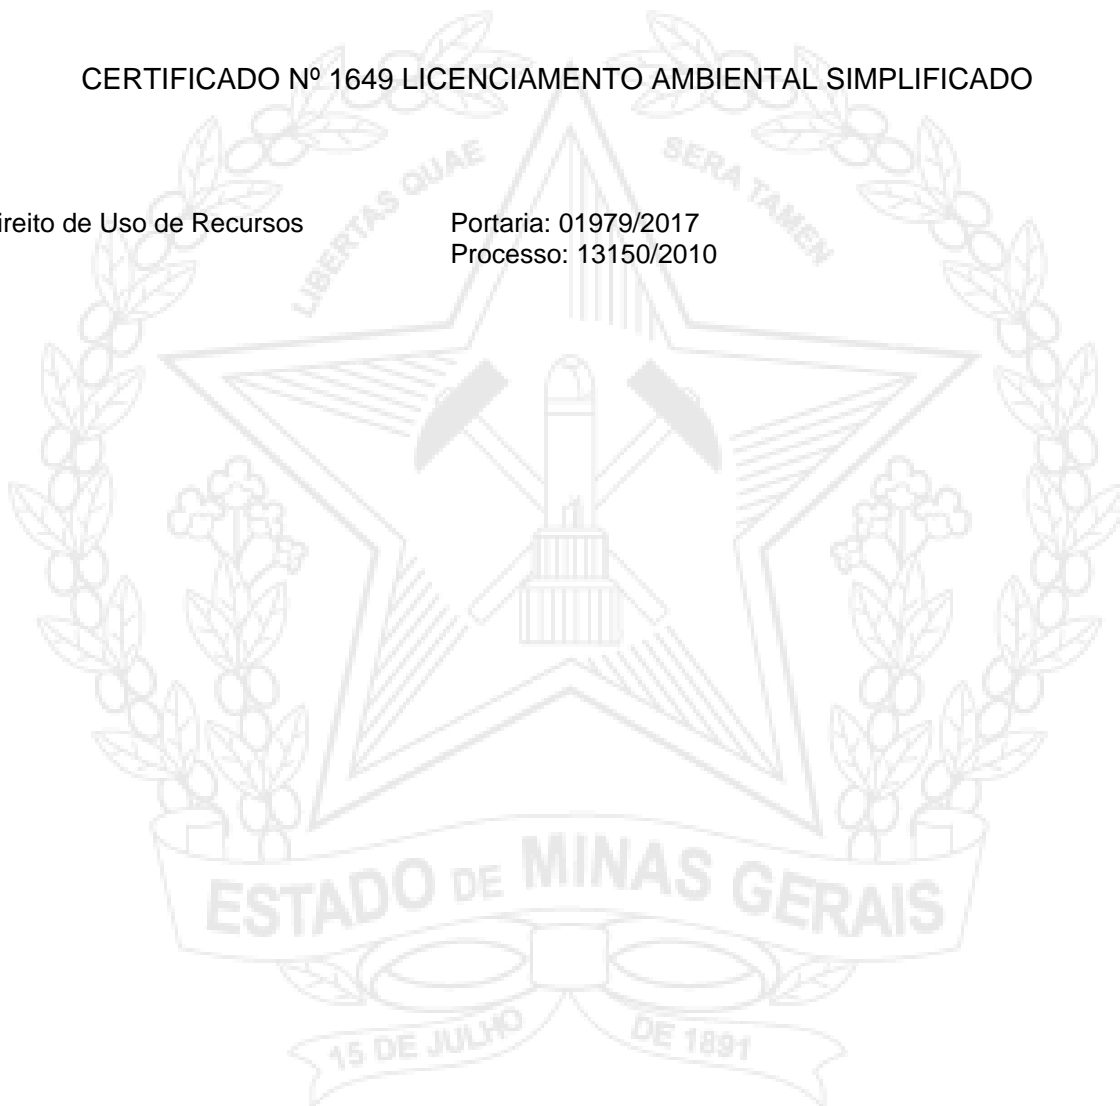 CERTIFICADO Nº 1649 LICENCIAMENTO AMBIENTAL SIMPLIFICADO
LIBERTAS QUAE SERA TAMEN
ireito de Uso de Recursos Portaria: 01979/2017
Processo: 13150/2010
ESTADO DE MINAS GERAIS
15 DE JULHO DE 1891